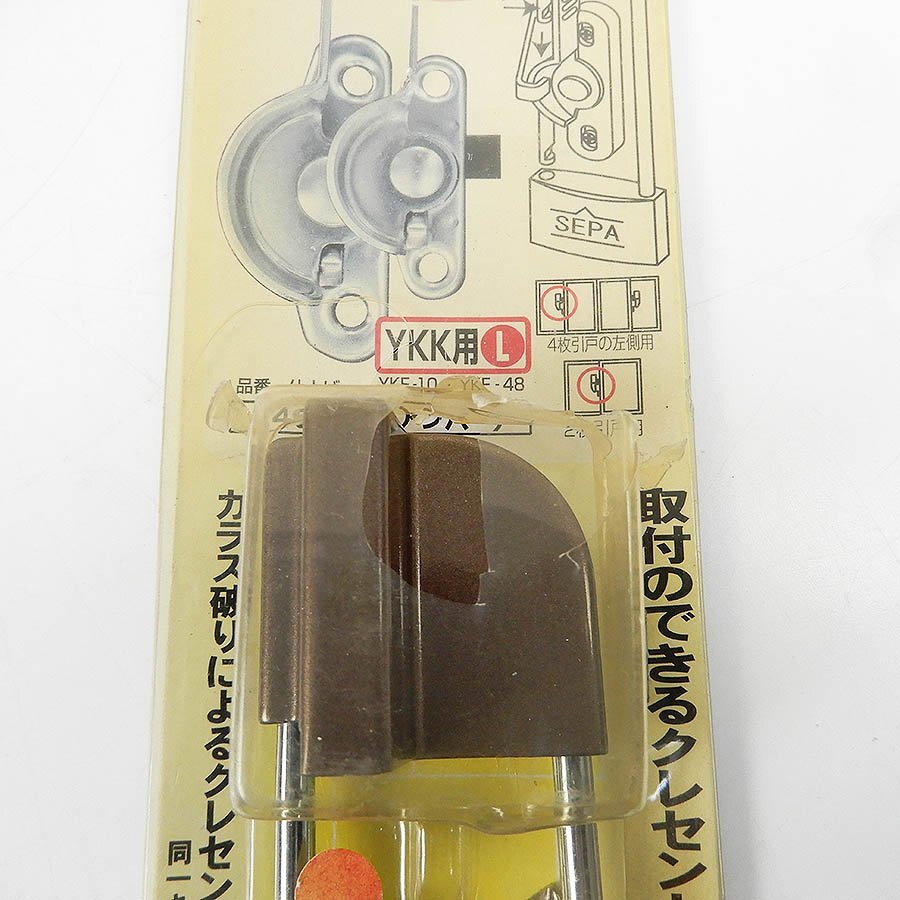 SEPA
YKK用 L
4枚引戸の左側用
品番
YKE-10・YKE-48
取付のできるクレセント
ガラス破りによるクレセン
同一